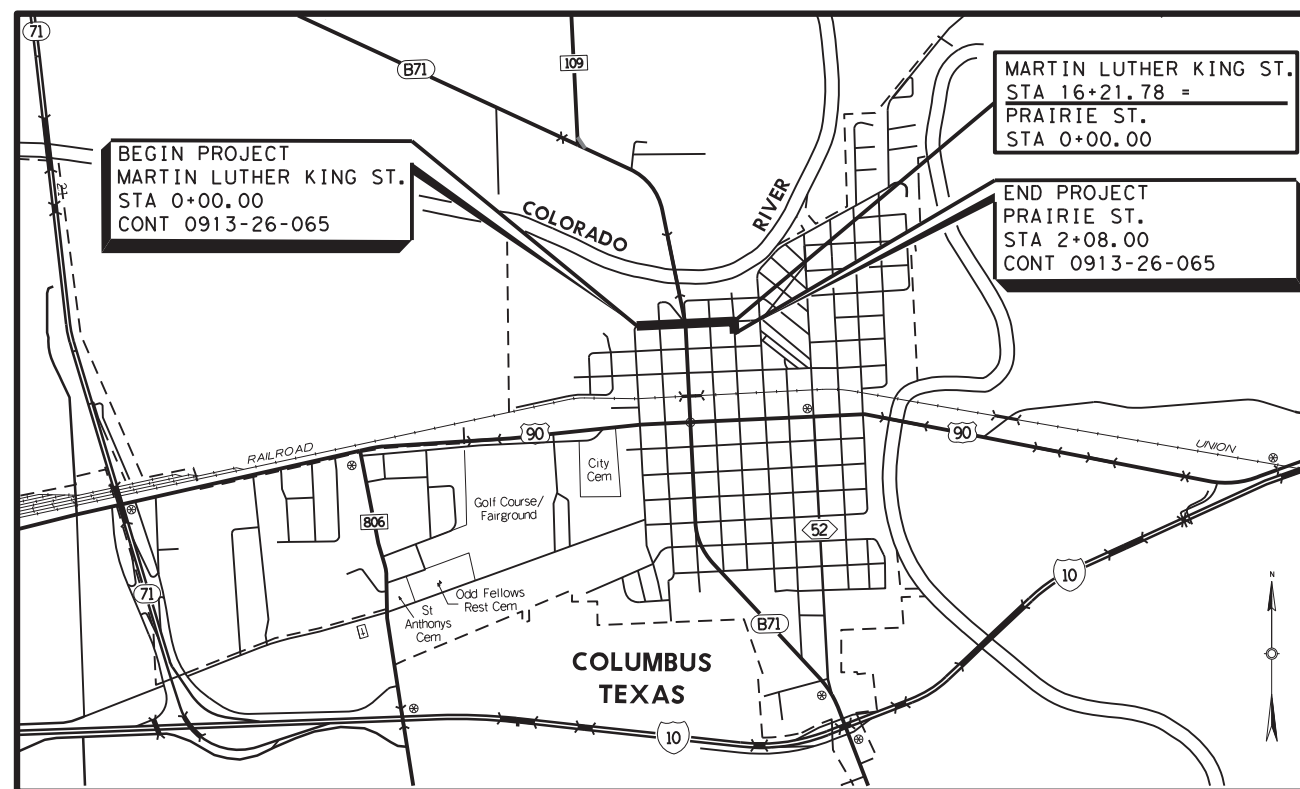 71
B71
109
MARTIN LUTHER KING ST.
STA 16+21.78 =
PRAIRIE ST.
STA 0+00.00
BEGIN PROJECT
MARTIN LUTHER KING ST.
STA 0+00.00
CONT 0913-26-065
END PROJECT
PRAIRIE ST.
STA 2+08.00
CONT 0913-26-065
COLORADO
RIVER
RAILROAD
90
90
UNION
City
Cem
Golf Course/
Fairground
806
52
10
71
Odd Fellows
Rest Cem
St
Anthonys
Cem
B71
COLUMBUS
TEXAS
10
N